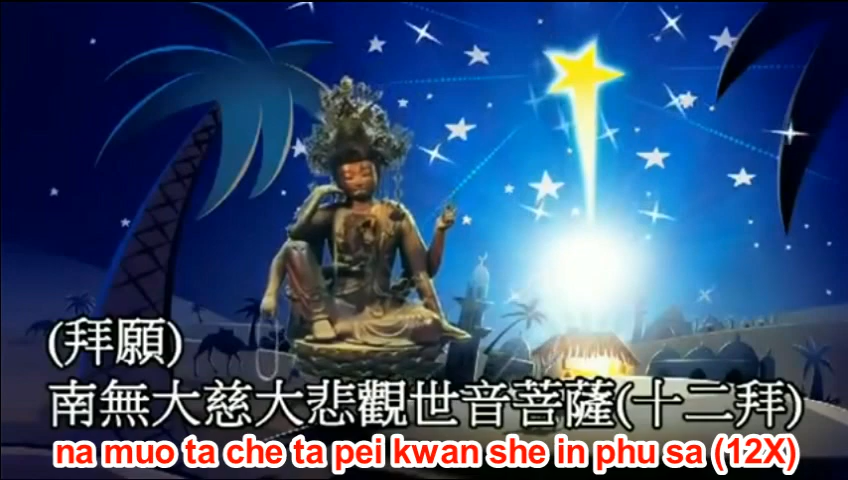 (拜願)
南無大慈大悲觀世音菩薩(十二拜)
na muo ta che ta pei kwan she in phu sa (12X)